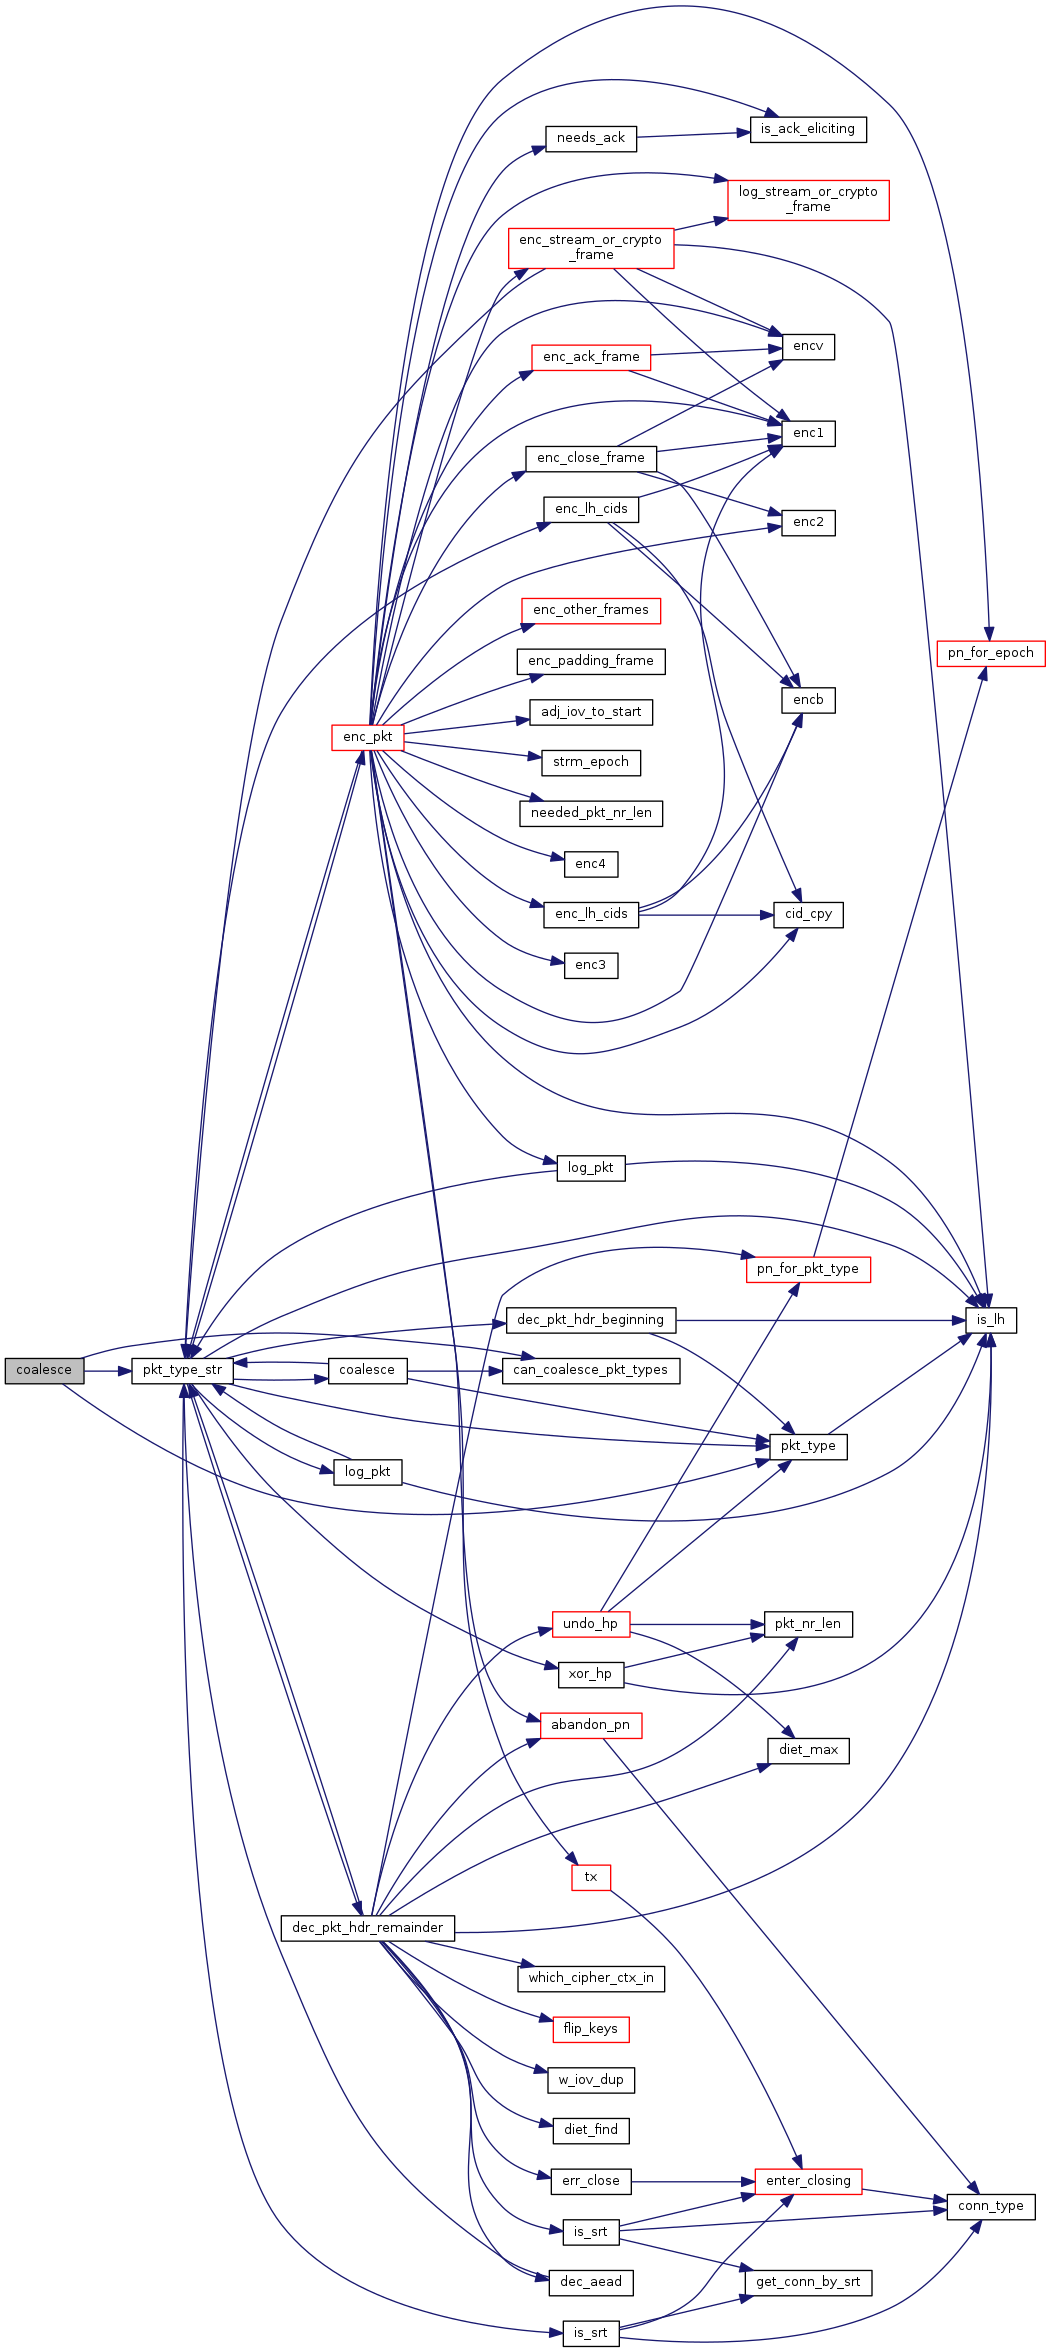 is_ack_eliciting
needs_ack
log_stream_or_crypto
_frame
enc_stream_or_crypto
_frame
encv
enc_ack_frame
enc1
enc_close_frame
enc_lh_cids
enc2
enc_other_frames
pn_for_epoch
enc_padding_frame
encb
adj_iov_to_start
enc_pkt
strm_epoch
needed_pkt_nr_len
enc4
enc_lh_cids
cid_cpy
enc3
log_pkt
pn_for_pkt_type
dec_pkt_hdr_beginning
is_lh
coalesce
pkt_type_str
coalesce
can_coalesce_pkt_types
pkt_type
log_pkt
undo_hp
pkt_nr_len
xor_hp
abandon_pn
diet_max
tx
dec_pkt_hdr_remainder
which_cipher_ctx_in
flip_keys
w_iov_dup
diet_find
err_close
enter_closing
conn_type
is_srt
dec_aead
get_conn_by_srt
is_srt